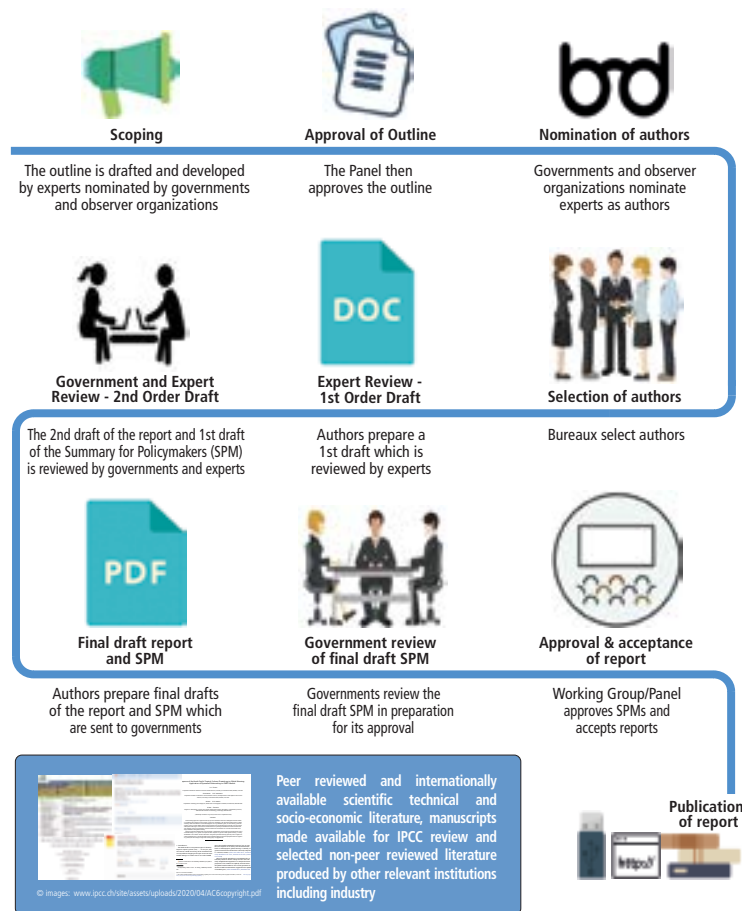 Scoping
Approval of Outline
Nomination of authors
The outline is drafted and developed
by experts nominated by governments
and observer organizations
The Panel then
approves the outline
Governments and observer
organizations nominate
experts as authors
DOC
Government and Expert
Review - 2nd Order Draft
Expert Review -
1st Order Draft
Selection of authors
The 2nd draft of the report and 1st draft
of the Summary for Policymakers (SPM)
is reviewed by governments and experts
Authors prepare a
1st draft which is
reviewed by experts
Bureaux select authors
PDF
Final draft report
and SPM
Government review
of final draft SPM
Approval & acceptance
of report
Authors prepare final drafts
of the report and SPM which
are sent to governments
Governments review the
final draft SPM in preparation
for its approval
Working Group/Panel
approves SPMs and
accepts reports
Peer reviewed and internationally
available scientific technical and
socio-economic literature, manuscripts
made available for IPCC review and
selected non-peer reviewed literature
produced by other relevant institutions
including industry
© images: www.ipcc.ch/site/assets/uploads/2020/04/AC6copyright.pdf
Publication
of report
http://